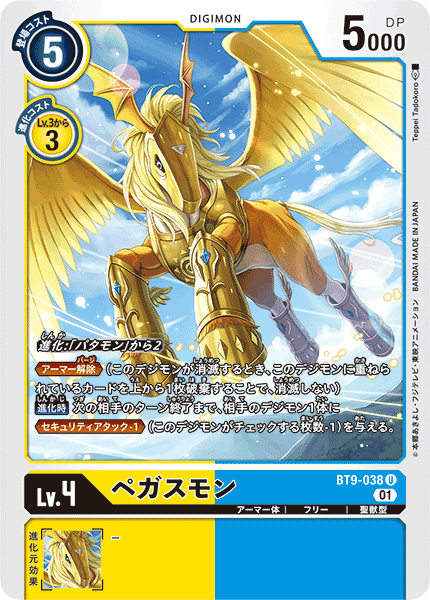 登場コスト
5
DIGIMON
DP
5000
進化コスト
Lv.3から
3
Teppei Tadokoro
BANDAI MADE IN JAPAN
©本郷あきよし・フジテレビ・東映アニメーション
進化:「パタモン」から2
アーマー解除 (このデジモンが消滅するとき、このデジモンに重ねら
れているカードを上から1枚破棄することで、消滅しない)
進化時 次の相手のターン終了まで、相手のデジモン1体に
セキュリティアタック-1 (このデジモンがチェックする枚数-1)を与える。
BT9-038 U
01
Lv.4
ペガスモン
アーマー体 | フリー | 聖獣型
進化元効果
－